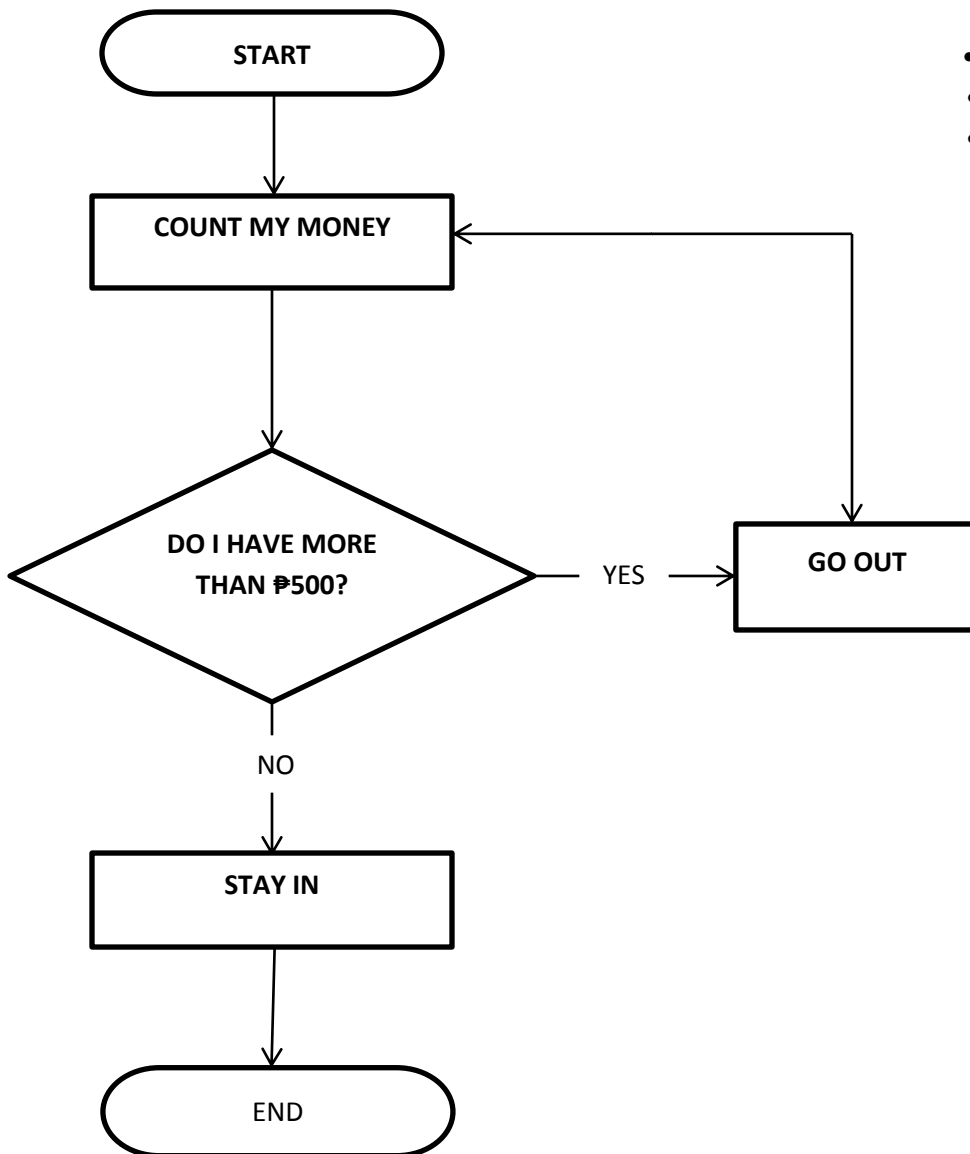 START
COUNT MY MONEY
DO I HAVE MORE
THAN ₱500?
YES
GO OUT
NO
STAY IN
END